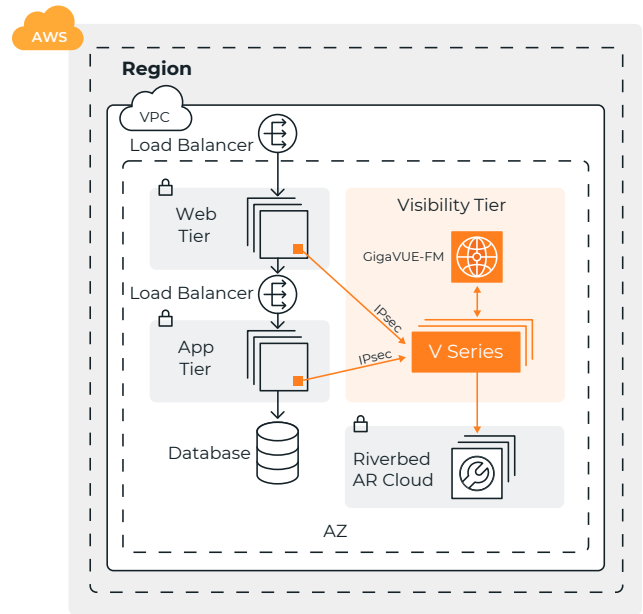 AWS
Region
VPC
Load Balancer
Web
Tier
Visibility Tier
GigaVUE-FM
Load Balancer
IPsec
App
Tier
IPsec
V Series
Database
Riverbed
AR Cloud
AZ